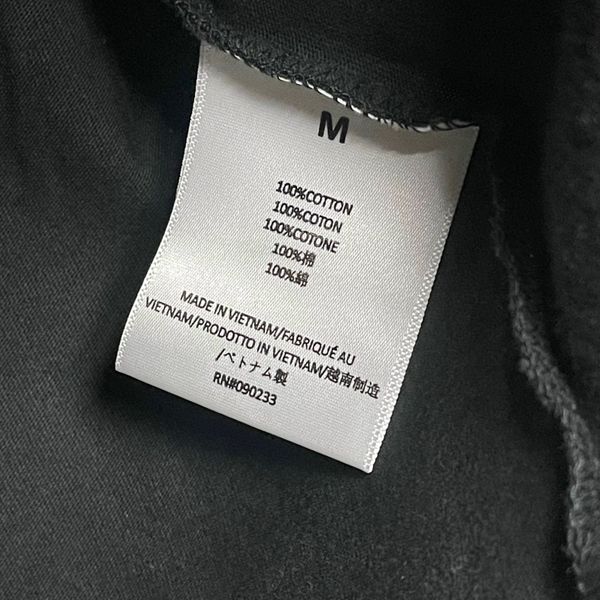 M
100%COTTON
100%COTON
100%COTONE
100%棉
100%綿
MADE IN VIETNAM/FABRIQUÉ AU
VIETNAM/PRODOTTO IN VIETNAM/越南制造
/ベトナム製
RN#090233